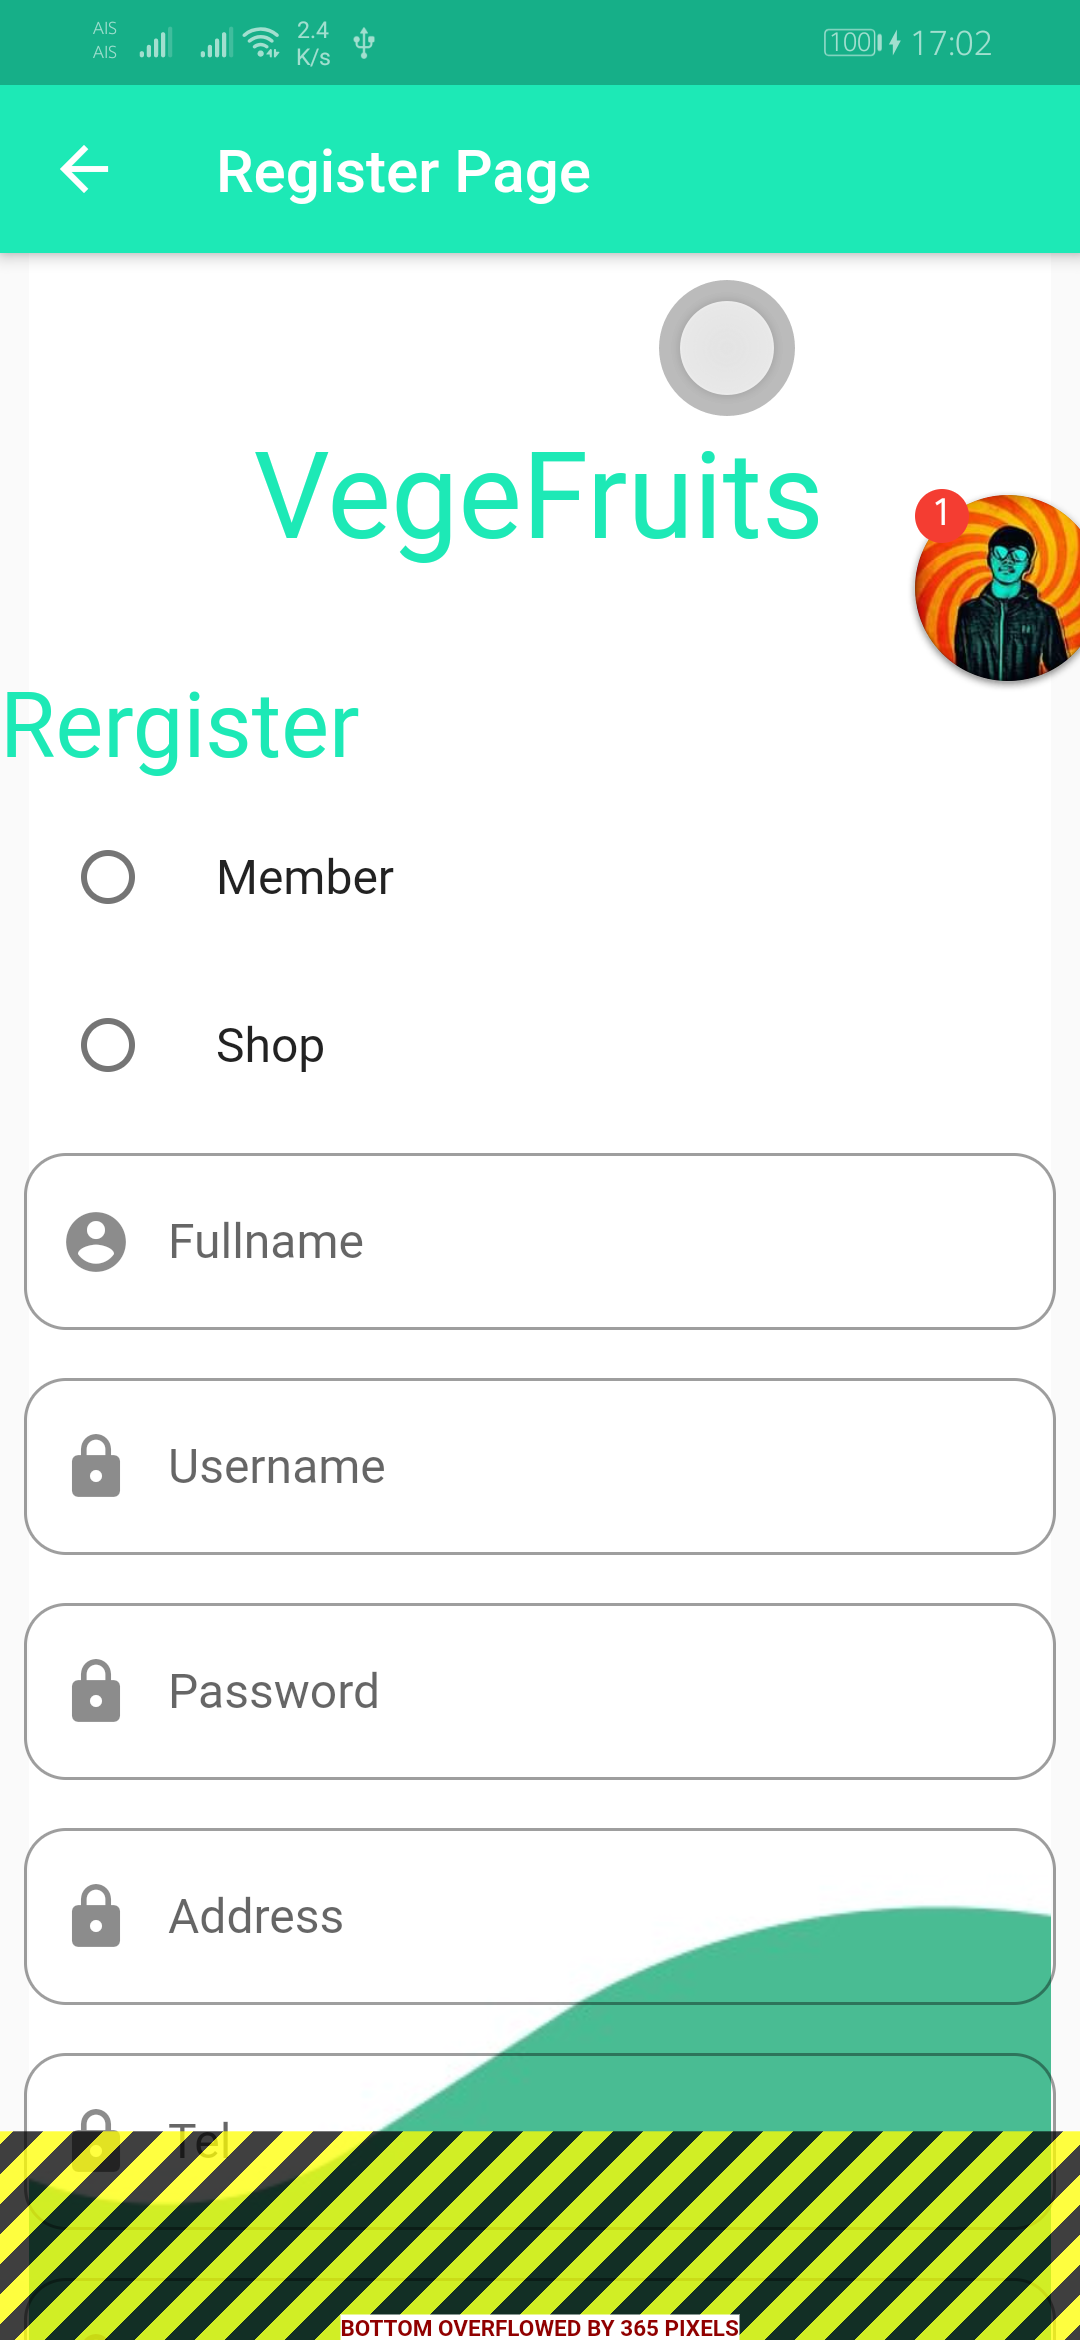 AIS
AIS
2.4
K/s
100
17:02
Register Page
VegeFruits
1
Rergister
Member
Shop
Fullname
Username
Password
Address
Tel
BOTTOM OVERFLOWED BY 365 PIXELS